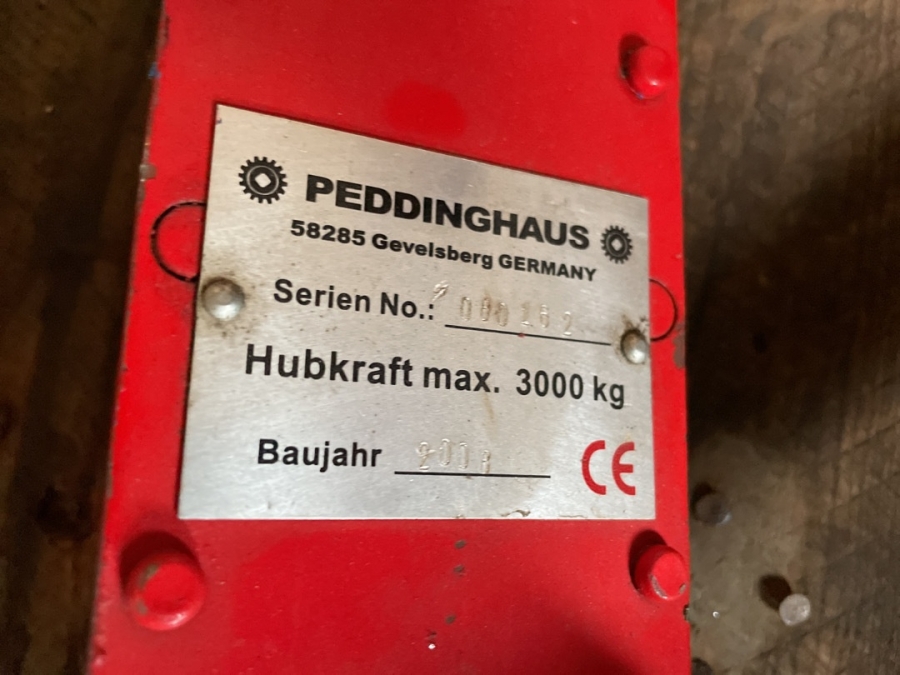 PEDDINGHAUS
58285 Gevelsberg GERMANY
Serien No.:
Hubkraft max. 3000 kg
Baujahr
CE